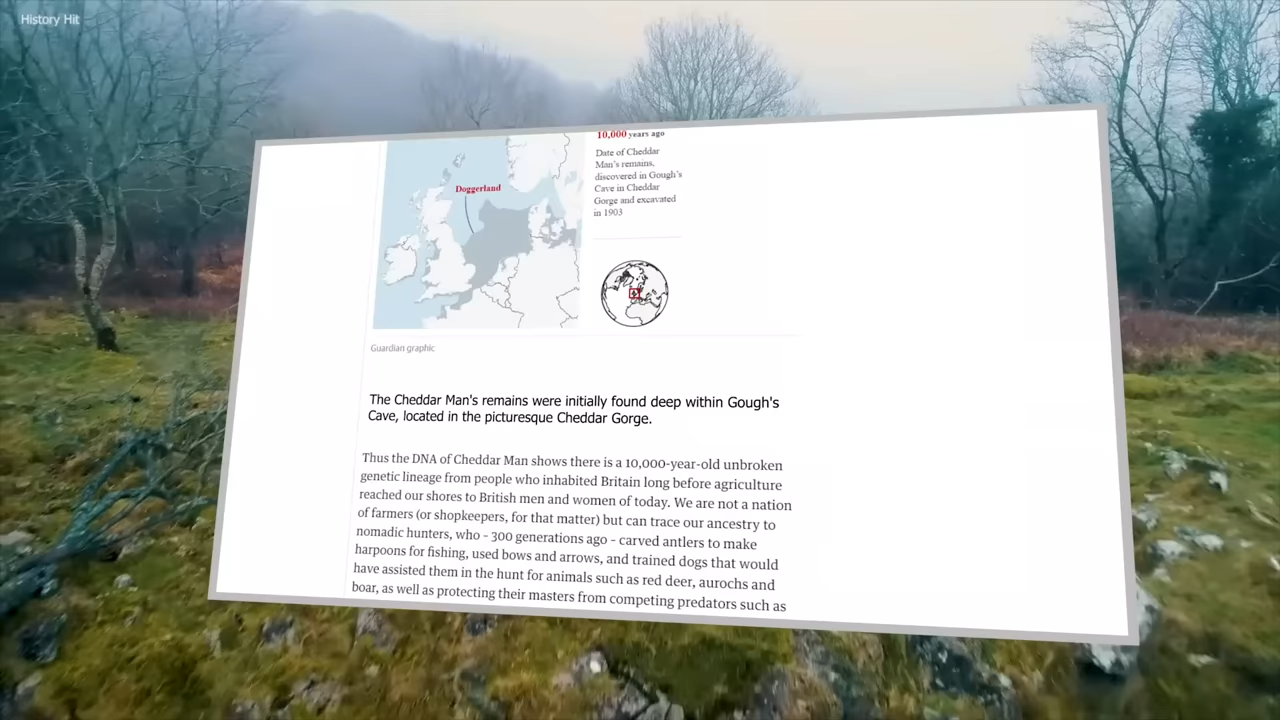 History Hit
Doggerland
10,000 years ago
Date of Cheddar
Man's remains,
discovered in Gough's
Cave in Cheddar
Gorge and excavated
in 1903
Guardian graphic
The Cheddar Man's remains were initially found deep within Gough's
Cave, located in the picturesque Cheddar Gorge.
Thus the DNA of Cheddar Man shows there is a 10,000-year-old unbroken
genetic lineage from people who inhabited Britain long before agriculture
reached our shores to British men and women of today. We are not a nation
of farmers (or shopkeepers, for that matter) but can trace our ancestry to
nomadic hunters, who – 300 generations ago – carved antlers to make
harpoons for fishing, used bows and arrows, and trained dogs that would
have assisted them in the hunt for animals such as red deer, aurochs and
boar, as well as protecting their masters from competing predators such as